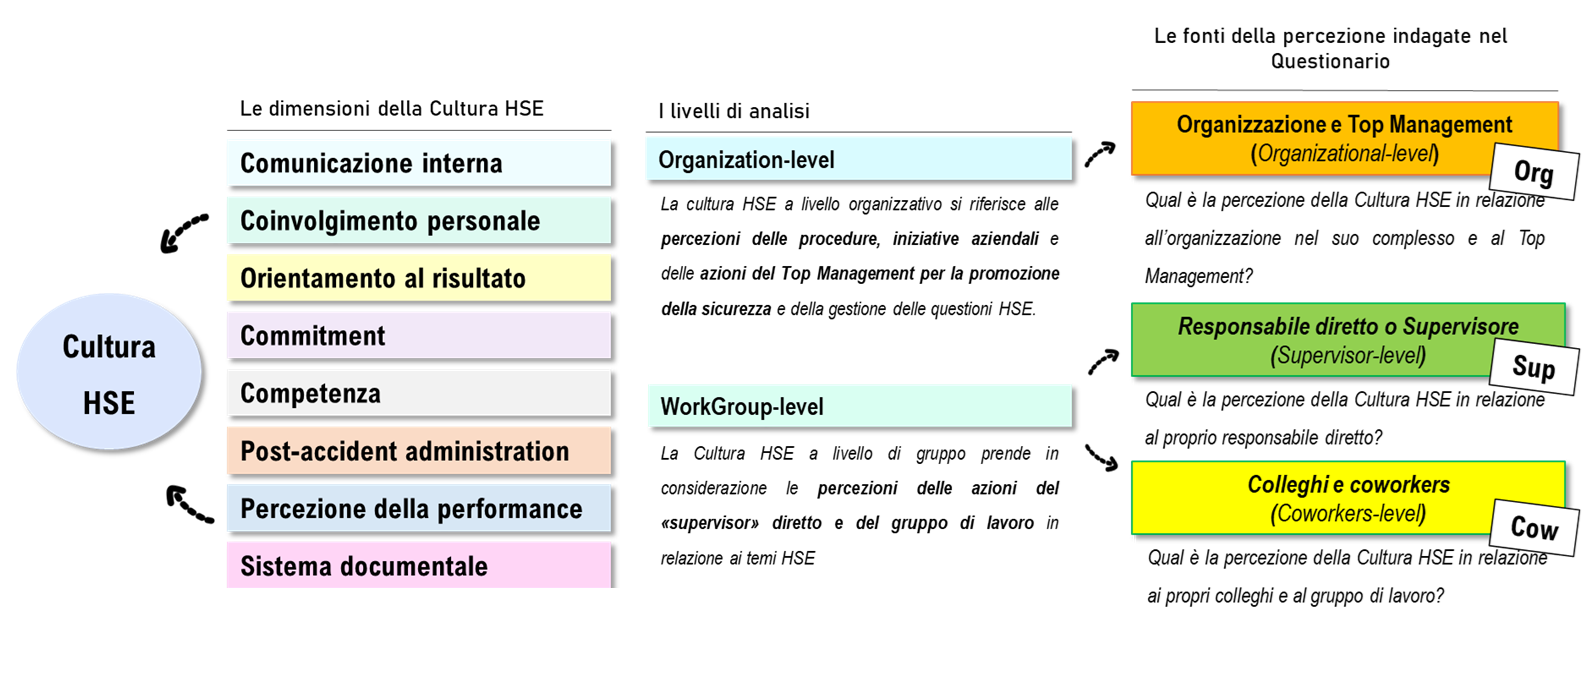 Cultura
HSE
Le dimensioni della Cultura HSE
Comunicazione interna
Coinvolgimento personale
Orientamento al risultato
Commitment
Competenza
Post-accident administration
Percezione della performance
Sistema documentale
I livelli di analisi
Organization-level
La cultura HSE a livello organizzativo si riferisce alle
percezioni delle procedure, iniziative aziendali e
delle azioni del Top Management per la promozione
della sicurezza e della gestione delle questioni HSE.
WorkGroup-level
La Cultura HSE a livello di gruppo prende in
considerazione le percezioni delle azioni del
«supervisor» diretto e del gruppo di lavoro in
relazione ai temi HSE
Le fonti della percezione indagate nel
Questionario
Organizzazione e Top Management
(Organizational-level)
Org
Qual è la percezione della Cultura HSE in relazione
all'organizzazione nel suo complesso e al Top
Management?
Responsabile diretto o Supervisore
(Supervisor-level)
Sup
Qual è la percezione della Cultura HSE in relazione
al proprio responsabile diretto?
Colleghi e coworkers
(Coworkers-level)
Cow
Qual è la percezione della Cultura HSE in relazione
ai propri colleghi e al gruppo di lavoro?